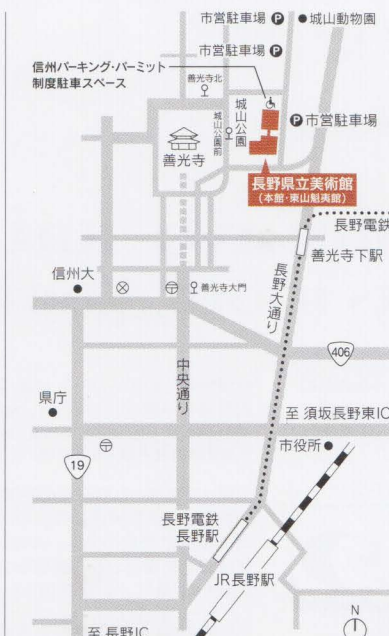 市営駐車場 P
城山動物園
市営駐車場 P
信州パーキング・パーミット
制度駐車スペース
善光寺北
城山公園前
城山公園
P 市営駐車場
善光寺
長野県立美術館
(本館・東山魁夷館)
長野電鉄
善光寺下駅
信州大
善光寺大門
長野大通り
中央通り
406
県庁
至 須坂長野東IC
市役所
19
長野電鉄
長野駅
JR長野駅
至 長野IC
N